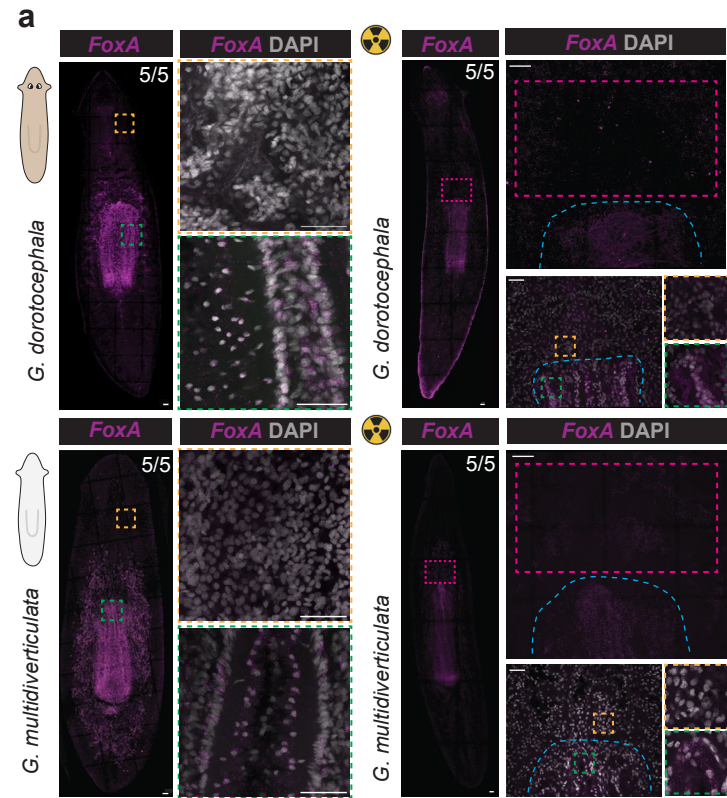 a
FoxA
FoxA DAPI
FoxA
FoxA DAPI
5/5
5/5
G. dorotocephala
G. dorotocephala
FoxA
FoxA DAPI
FoxA
FoxA DAPI
5/5
5/5
G. multidiverticulata
G. multidiverticulata